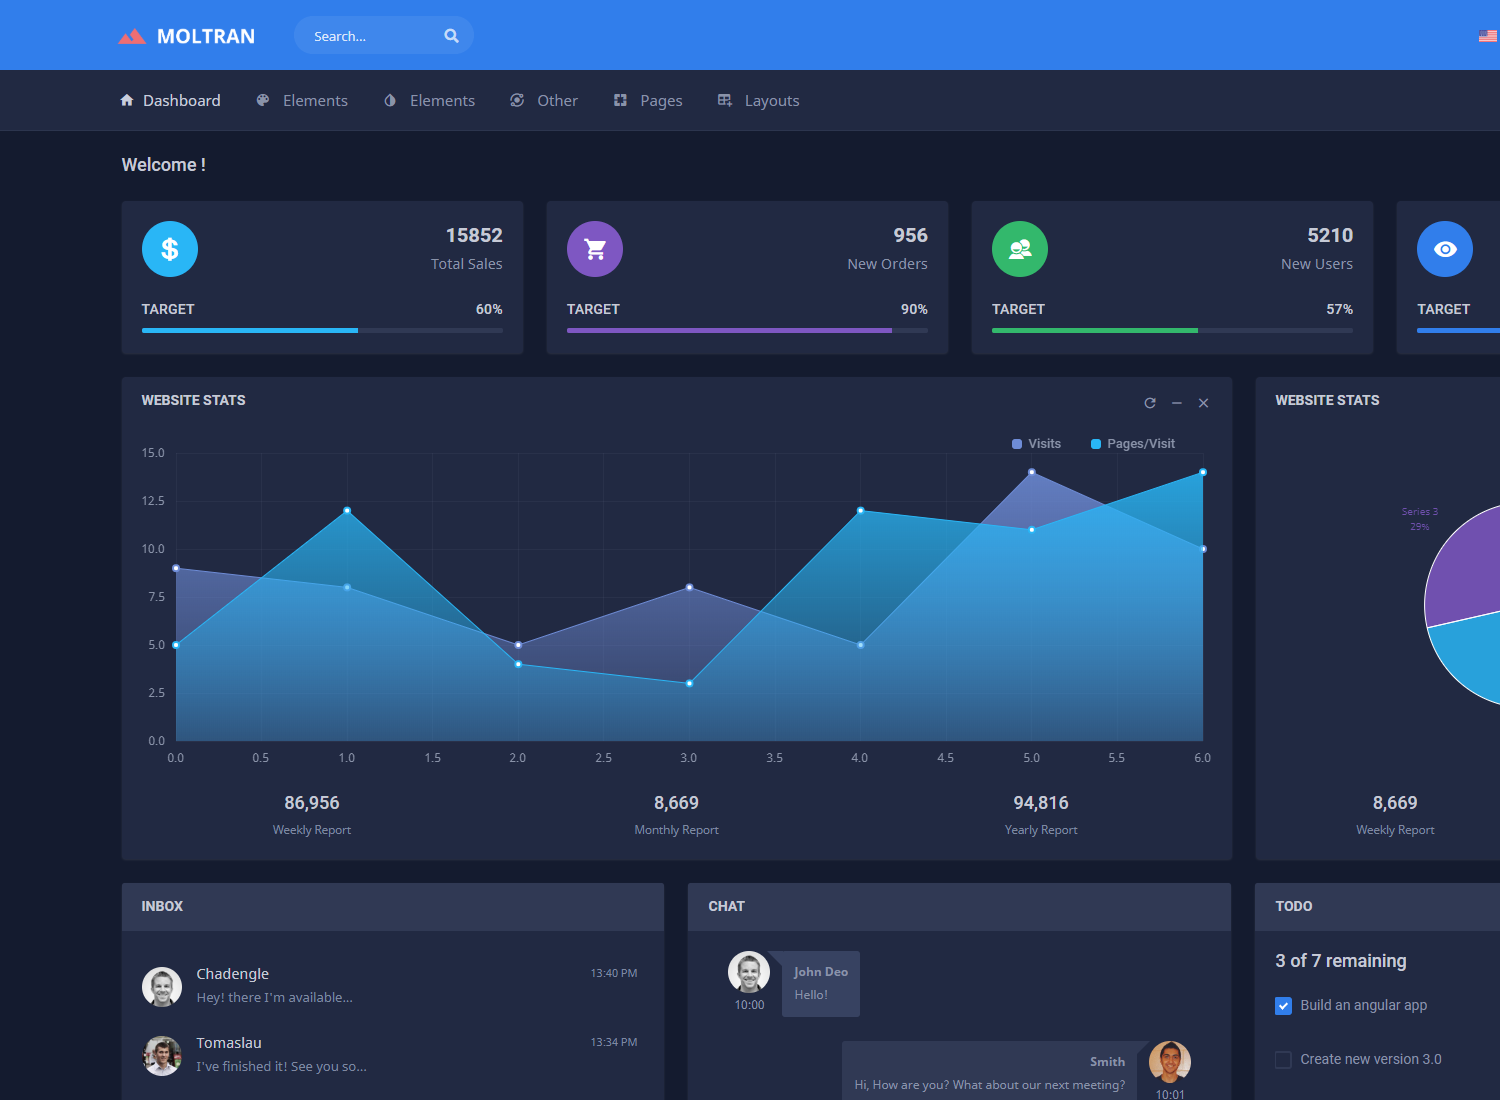 MOLTRAN
Search...
Dashboard
Elements
Elements
Other
Pages
Layouts
Welcome !
15852
Total Sales
TARGET 60%
956
New Orders
TARGET 90%
5210
New Users
TARGET 57%
TARGET
WEBSITE STATS
Visits
Pages/Visit
15.0
12.5
10.0
7.5
5.0
2.5
0.0
0.0 0.5 1.0 1.5 2.0 2.5 3.0 3.5 4.0 4.5 5.0 5.5 6.0
86,956
Weekly Report
8,669
Monthly Report
94,816
Yearly Report
WEBSITE STATS
Series 3
29%
8,669
Weekly Report
INBOX
Chadengle 13:40 PM
Hey! there I'm available...
Tomaslau 13:34 PM
I've finished it! See you so...
CHAT
John Deo
Hello!
10:00
Smith
Hi, How are you? What about our next meeting?
10:01
TODO
3 of 7 remaining
Build an angular app
Create new version 3.0